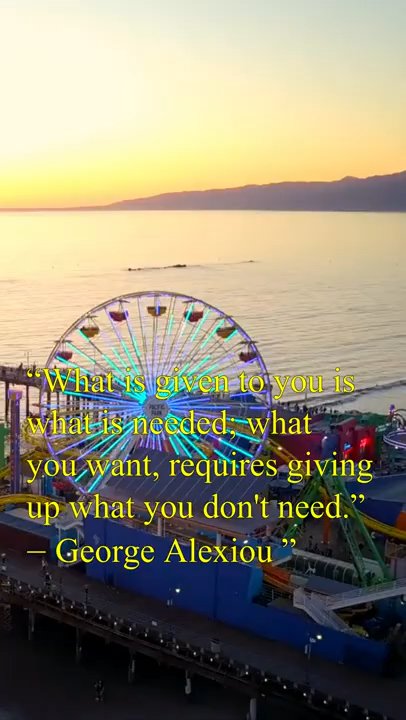 “What is given to you is
what is needed; what
you want, requires giving
up what you don't need.”
– George Alexiou ”